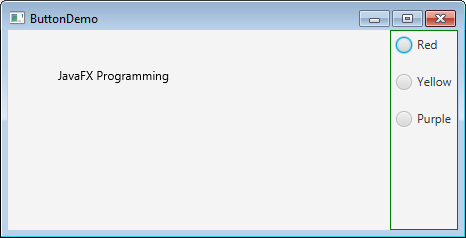 ButtonDemo
JavaFX Programming
Red
Yellow
Purple